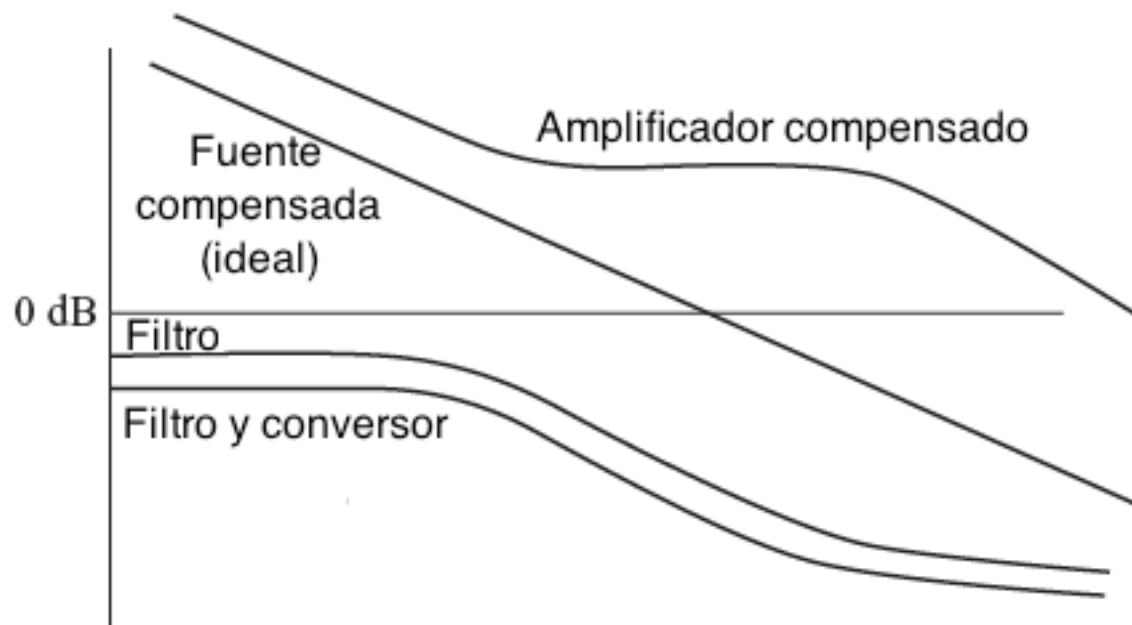 Amplificador compensado
Fuente
compensada
(ideal)
0 dB
Filtro
Filtro y conversor